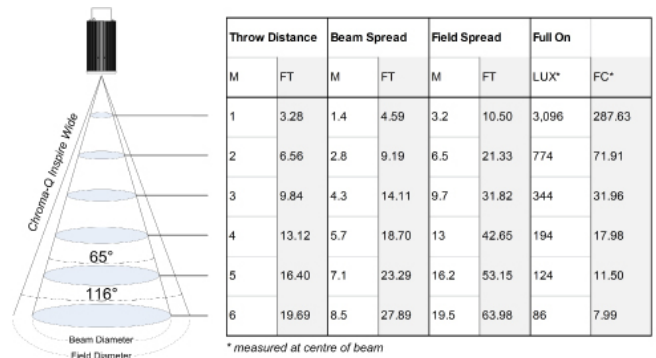 Chroma-Q Inspire Wide
65°
116°
Beam Diameter
Field Diameter
Throw Distance Beam Spread Field Spread Full On
M FT M FT M FT LUX* FC*
1 3.28 1.4 4.59 3.2 10.50 3,096 287.63
2 6.56 2.8 9.19 6.5 21.33 774 71.91
3 9.84 4.3 14.11 9.7 31.82 344 31.96
4 13.12 5.7 18.70 13 42.65 194 17.98
5 16.40 7.1 23.29 16.2 53.15 124 11.50
6 19.69 8.5 27.89 19.5 63.98 86 7.99
* measured at centre of beam